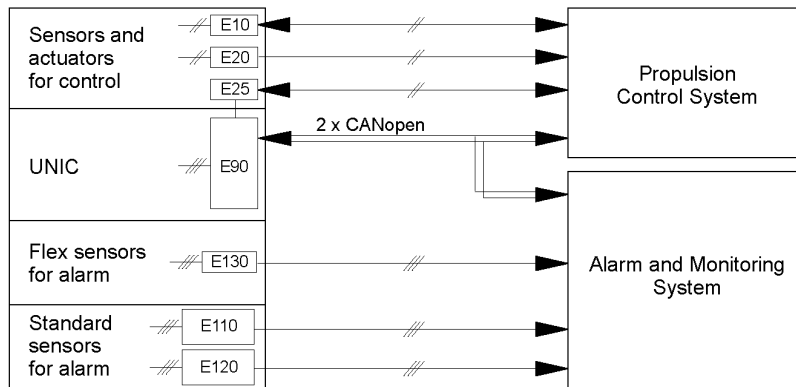 Sensors and
actuators
for control
E10
E20
E25
2 x CANopen
Propulsion
Control System
UNIC
E90
Flex sensors
for alarm
E130
Alarm and Monitoring
System
Standard
sensors
for alarm
E110
E120